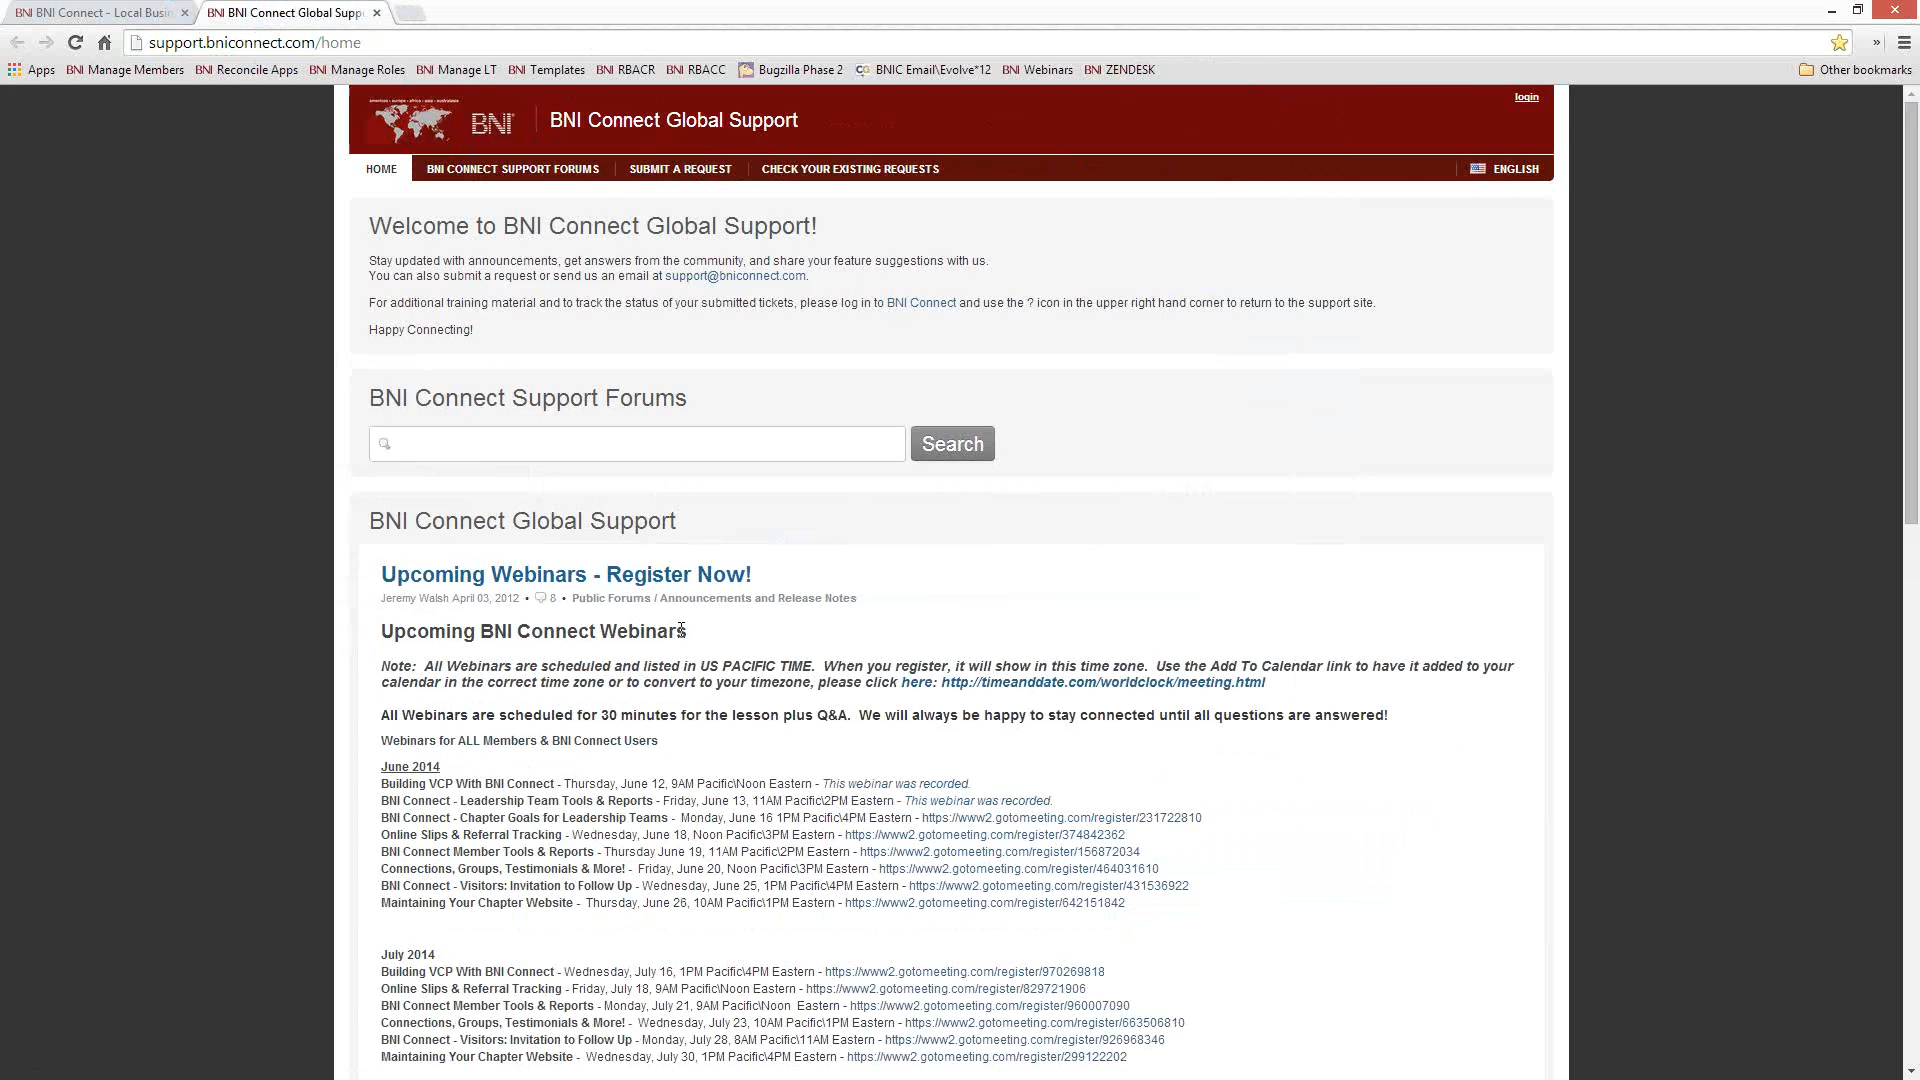 BNI BNI Connect - Local Busin
BNI BNI Connect Global Supp
support.bniconnect.com/home
Apps BNI Manage Members BNI Reconcile Apps BNI Manage Roles BNI Manage LT BNI Templates BNI RBACR BNI RBACC Bugzilla Phase 2 BNIC Email\Evolve*12 BNI Webinars BNI ZENDESK Other bookmarks
login
BNI BNI Connect Global Support
HOME BNI CONNECT SUPPORT FORUMS SUBMIT A REQUEST CHECK YOUR EXISTING REQUESTS ENGLISH
Welcome to BNI Connect Global Support!
Stay updated with announcements, get answers from the community, and share your feature suggestions with us.
You can also submit a request or send us an email at support@bniconnect.com.
For additional training material and to track the status of your submitted tickets, please log in to BNI Connect and use the ? icon in the upper right hand corner to return to the support site.
Happy Connecting!
BNI Connect Support Forums
Search
BNI Connect Global Support
Upcoming Webinars - Register Now!
Jeremy Walsh April 03, 2012 • 8 • Public Forums / Announcements and Release Notes
Upcoming BNI Connect Webinars
Note: All Webinars are scheduled and listed in US PACIFIC TIME. When you register, it will show in this time zone. Use the Add To Calendar link to have it added to your
calendar in the correct time zone or to convert to your timezone, please click here: http://timeanddate.com/worldclock/meeting.html
All Webinars are scheduled for 30 minutes for the lesson plus Q&A. We will always be happy to stay connected until all questions are answered!
Webinars for ALL Members & BNI Connect Users
June 2014
Building VCP With BNI Connect - Thursday, June 12, 9AM Pacific\Noon Eastern - This webinar was recorded.
BNI Connect - Leadership Team Tools & Reports - Friday, June 13, 11AM Pacific\2PM Eastern - This webinar was recorded.
BNI Connect - Chapter Goals for Leadership Teams - Monday, June 16 1PM Pacific\4PM Eastern - https://www2.gotomeeting.com/register/231722810
Online Slips & Referral Tracking - Wednesday, June 18, Noon Pacific\3PM Eastern - https://www2.gotomeeting.com/register/374842362
BNI Connect Member Tools & Reports - Thursday June 19, 11AM Pacific\2PM Eastern - https://www2.gotomeeting.com/register/156872034
Connections, Groups, Testimonials & More! - Friday, June 20, Noon Pacific\3PM Eastern - https://www2.gotomeeting.com/register/464031610
BNI Connect - Visitors: Invitation to Follow Up - Wednesday, June 25, 1PM Pacific\4PM Eastern - https://www2.gotomeeting.com/register/431536922
Maintaining Your Chapter Website - Thursday, June 26, 10AM Pacific\1PM Eastern - https://www2.gotomeeting.com/register/642151842
July 2014
Building VCP With BNI Connect - Wednesday, July 16, 1PM Pacific\4PM Eastern - https://www2.gotomeeting.com/register/970269818
Online Slips & Referral Tracking - Friday, July 18, 9AM Pacific\Noon Eastern - https://www2.gotomeeting.com/register/829721906
BNI Connect Member Tools & Reports - Monday, July 21, 9AM Pacific\Noon Eastern - https://www2.gotomeeting.com/register/960007090
Connections, Groups, Testimonials & More! - Wednesday, July 23, 10AM Pacific\1PM Eastern - https://www2.gotomeeting.com/register/663506810
BNI Connect - Visitors: Invitation to Follow Up - Monday, July 28, 8AM Pacific\11AM Eastern - https://www2.gotomeeting.com/register/926968346
Maintaining Your Chapter Website - Wednesday, July 30, 1PM Pacific\4PM Eastern - https://www2.gotomeeting.com/register/299122202